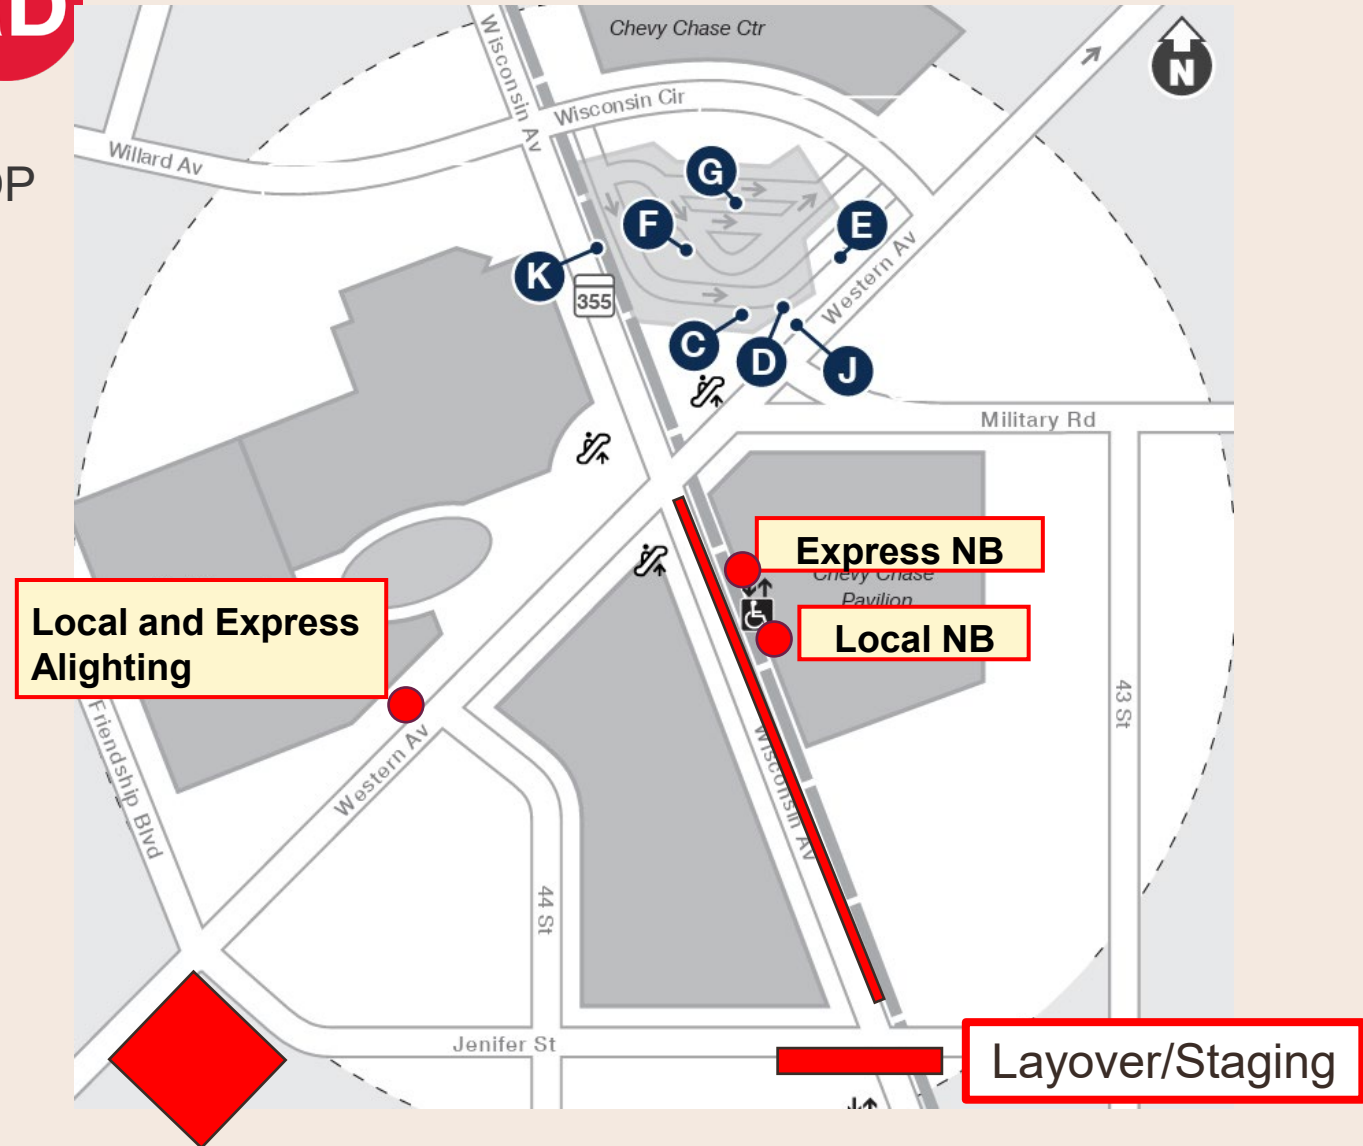 D
OP
Chevy Chase Ctr
N
Wisconsin Av
Wisconsin Cir
Willard Av
G
F
E
K
355
Western Av
C
D
J
Military Rd
Express NB
Chevy Chase
Pavilion
Local NB
Local and Express
Alighting
43 St
Friendship Blvd
Western Av
Wisconsin Av
44 St
Jenifer St
Layover/Staging